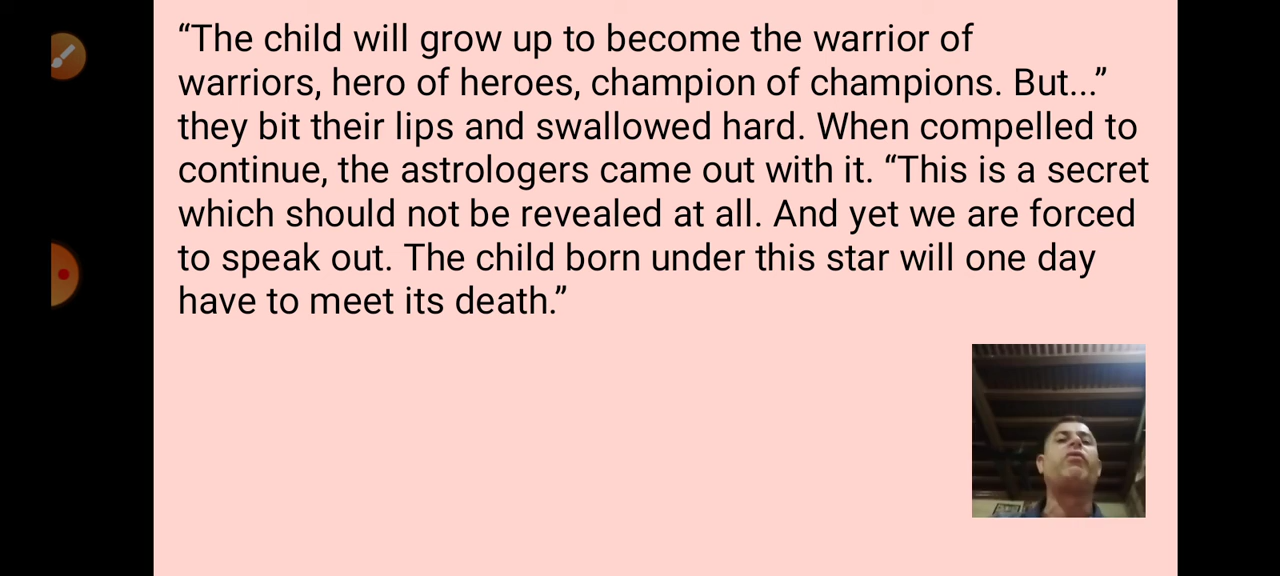 “The child will grow up to become the warrior of
warriors, hero of heroes, champion of champions. But...”
they bit their lips and swallowed hard. When compelled to
continue, the astrologers came out with it. “This is a secret
which should not be revealed at all. And yet we are forced
to speak out. The child born under this star will one day
have to meet its death.”